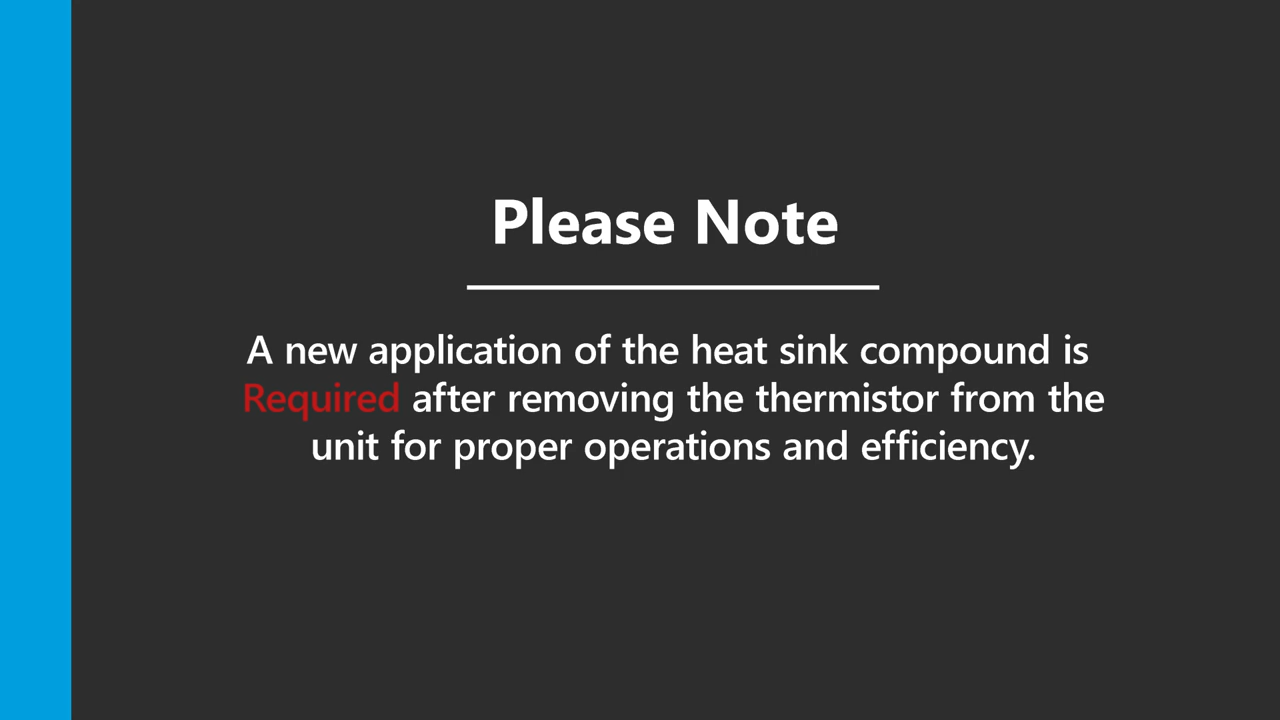 Please Note
A new application of the heat sink compound is
Required after removing the thermistor from the
unit for proper operations and efficiency.